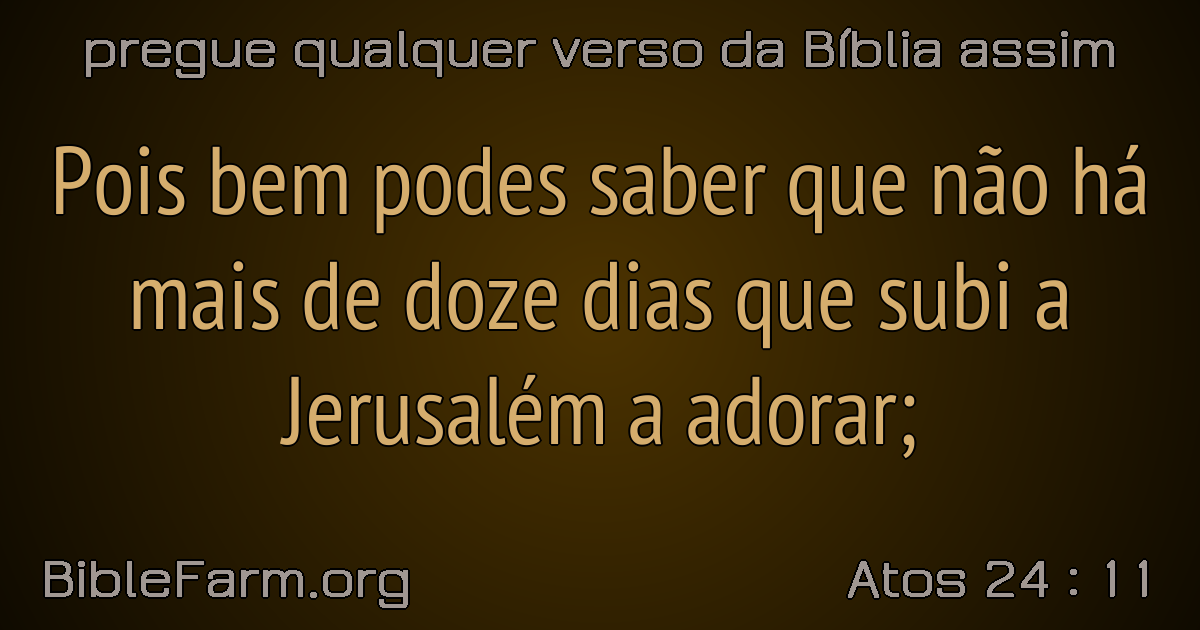 pregue qualquer verso da Bíblia assim
Pois bem podes saber que não há
mais de doze dias que subi a
Jerusalém a adorar;
BibleFarm.org
Atos 24 : 11